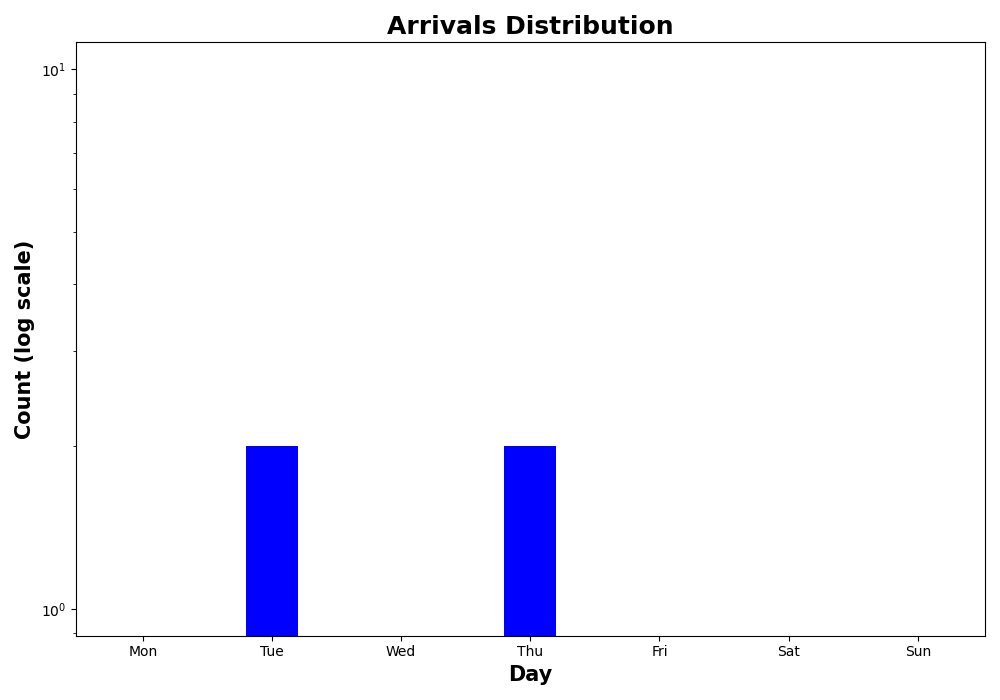 Arrivals Distribution
10¹
Count (log scale)
10⁰
Mon Tue Wed Thu Fri Sat Sun
Day